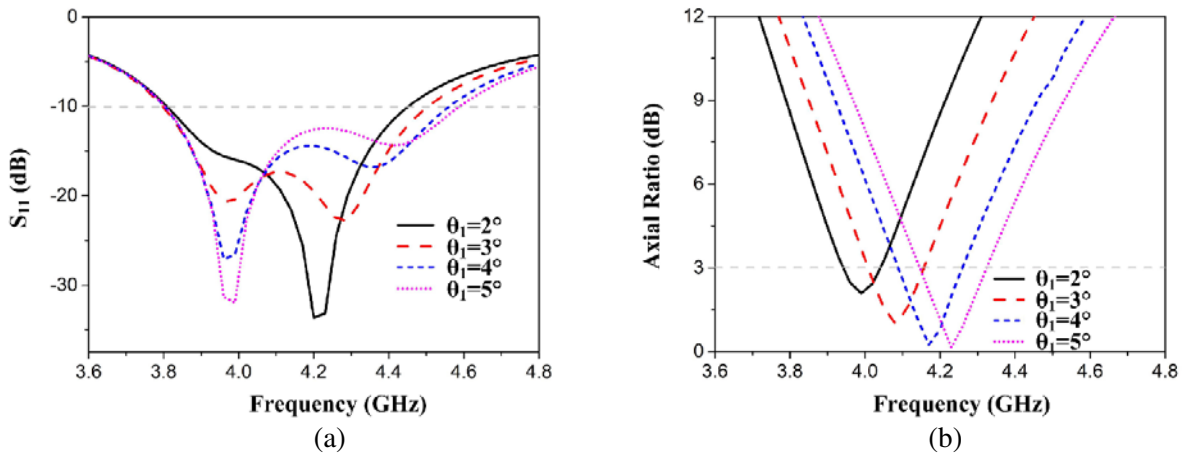 0
-10
-20
-30
S₁₁ (dB)
θ₁=2°
θ₁=3°
θ₁=4°
θ₁=5°
3.6 3.8 4.0 4.2 4.4 4.6 4.8
Frequency (GHz)
(a)
12
9
6
3
0
Axial Ratio (dB)
θ₁=2°
θ₁=3°
θ₁=4°
θ₁=5°
3.6 3.8 4.0 4.2 4.4 4.6 4.8
Frequency (GHz)
(b)